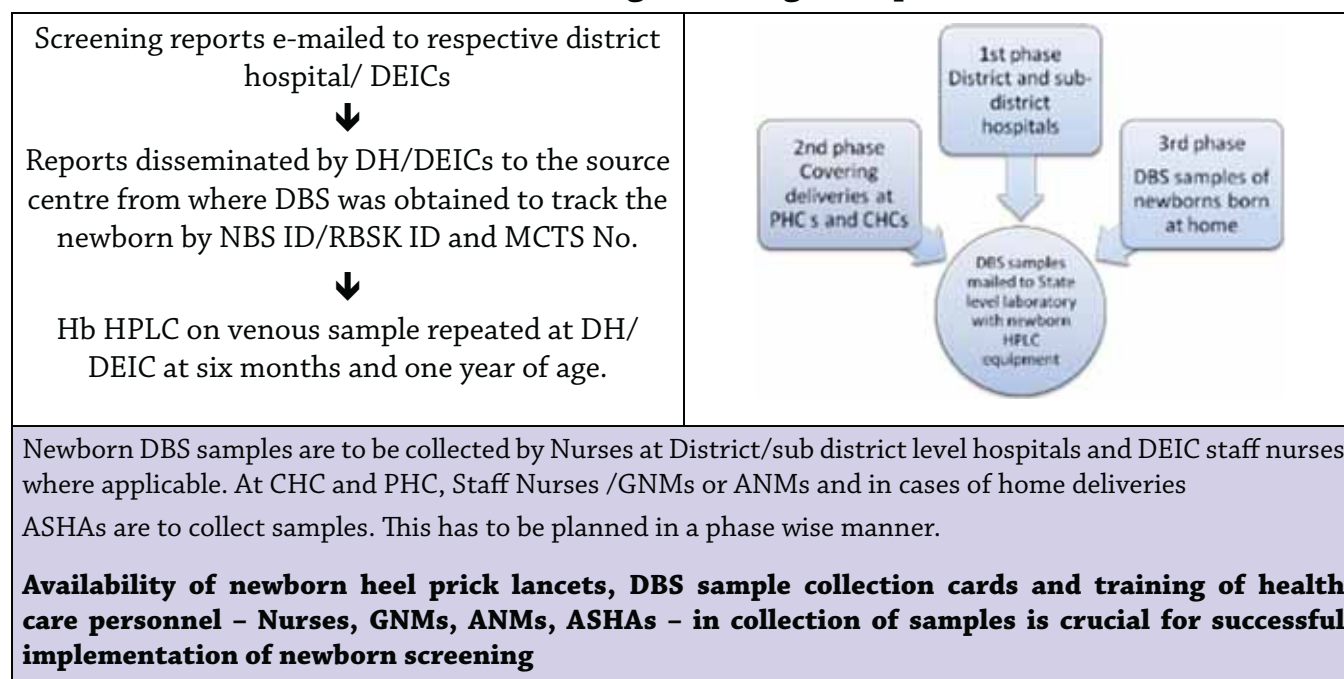 Screening reports e-mailed to respective district
hospital/ DEICs
Reports disseminated by DH/DEICs to the source
centre from where DBS was obtained to track the
newborn by NBS ID/RBSK ID and MCTS No.
Hb HPLC on venous sample repeated at DH/
DEIC at six months and one year of age.
1st phase
District and sub-
district
hospitals
2nd phase
Covering
deliveries at
PHC s and CHCs
3rd phase
DBS samples of
newborns born
at home
DBS samples
mailed to State
level laboratory
with newborn
HPLC
equipment
Newborn DBS samples are to be collected by Nurses at District/sub district level hospitals and DEIC staff nurses
where applicable. At CHC and PHC, Staff Nurses /GNMs or ANMs and in cases of home deliveries
ASHAs are to collect samples. This has to be planned in a phase wise manner.
Availability of newborn heel prick lancets, DBS sample collection cards and training of health
care personnel – Nurses, GNMs, ANMs, ASHAs – in collection of samples is crucial for successful
implementation of newborn screening